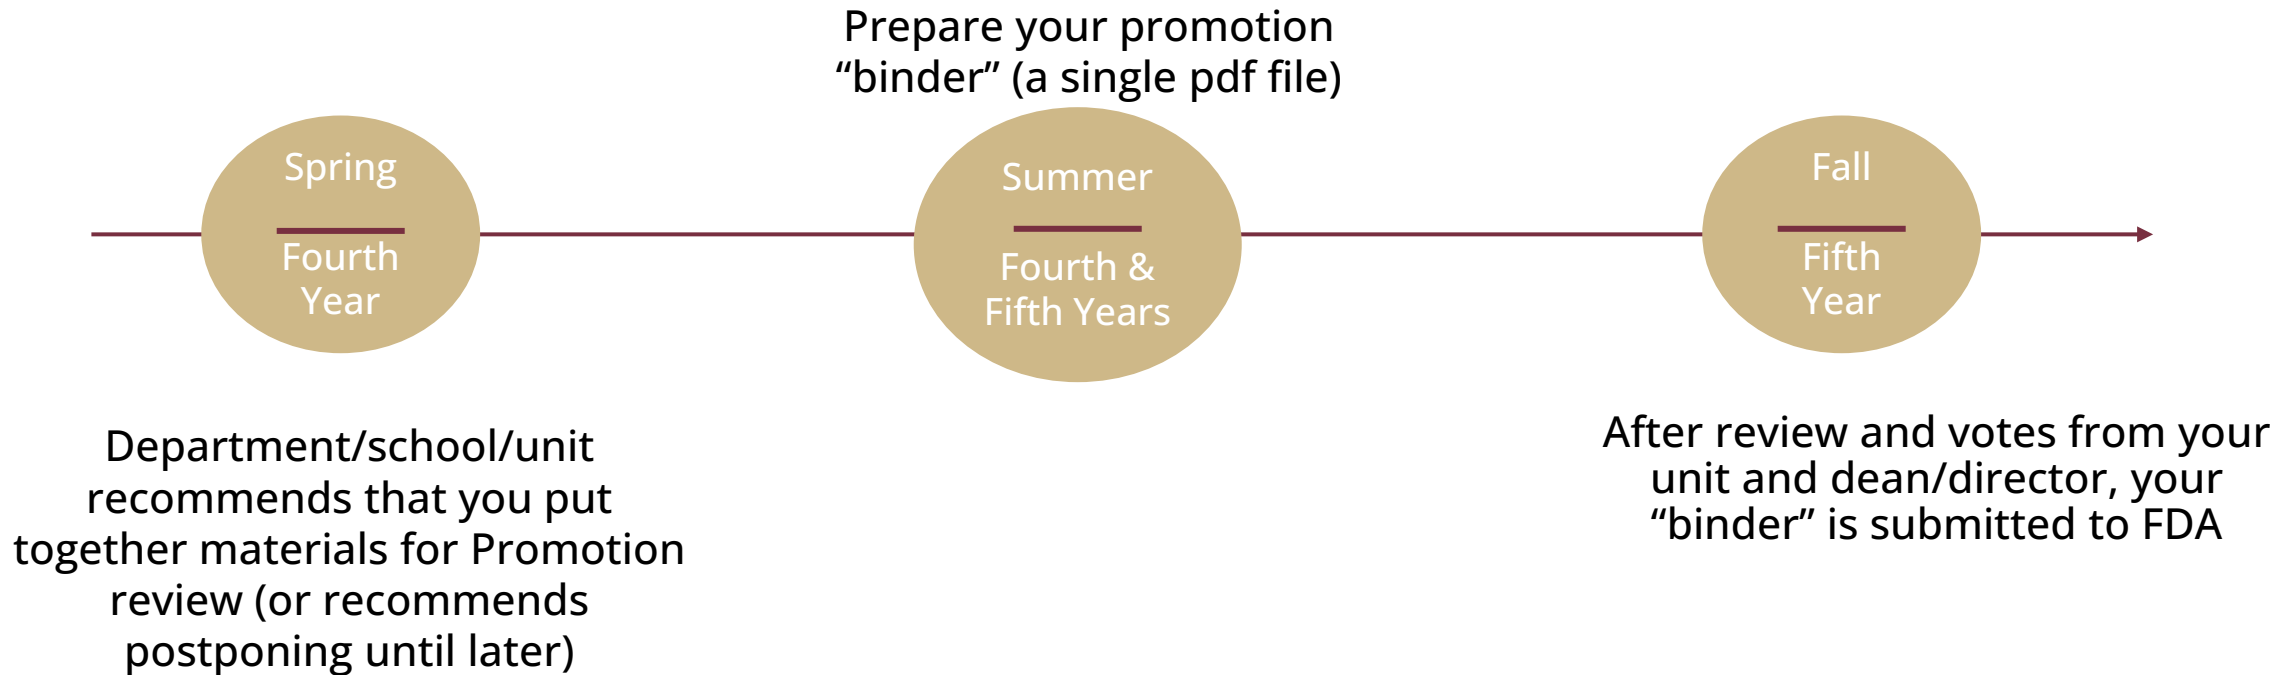 Prepare your promotion
“binder” (a single pdf file)
Spring
Fourth
Year
Summer
Fourth &
Fifth Years
Fall
Fifth
Year
Department/school/unit
recommends that you put
together materials for Promotion
review (or recommends
postponing until later)
After review and votes from your
unit and dean/director, your
“binder” is submitted to FDA